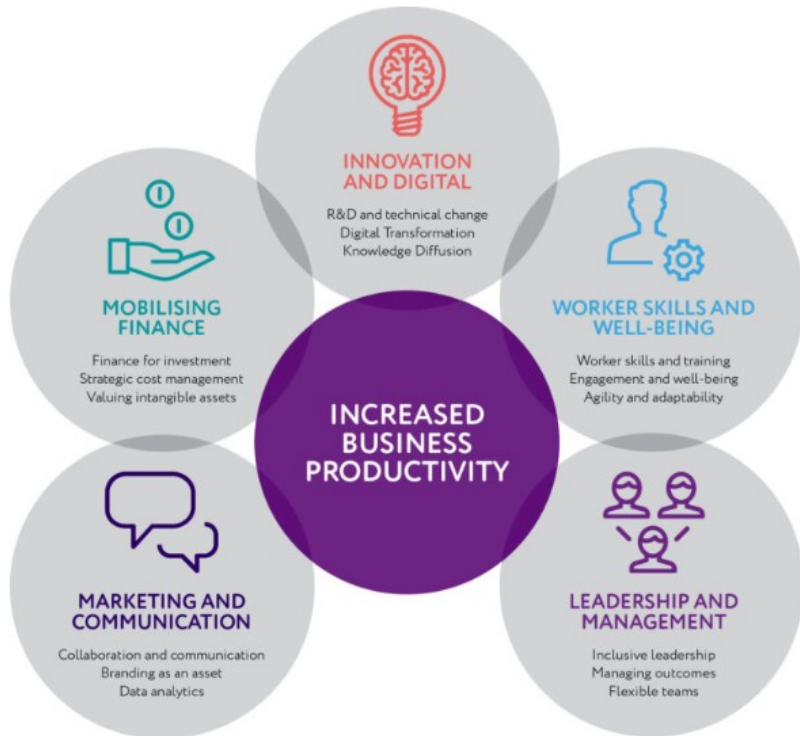 INNOVATION
AND DIGITAL
R&D and technical change
Digital Transformation
Knowledge Diffusion
MOBILISING
FINANCE
Finance for investment
Strategic cost management
Valuing intangible assets
WORKER SKILLS AND
WELL-BEING
Worker skills and training
Engagement and well-being
Agility and adaptability
INCREASED
BUSINESS
PRODUCTIVITY
MARKETING AND
COMMUNICATION
Collaboration and communication
Branding as an asset
Data analytics
LEADERSHIP AND
MANAGEMENT
Inclusive leadership
Managing outcomes
Flexible teams